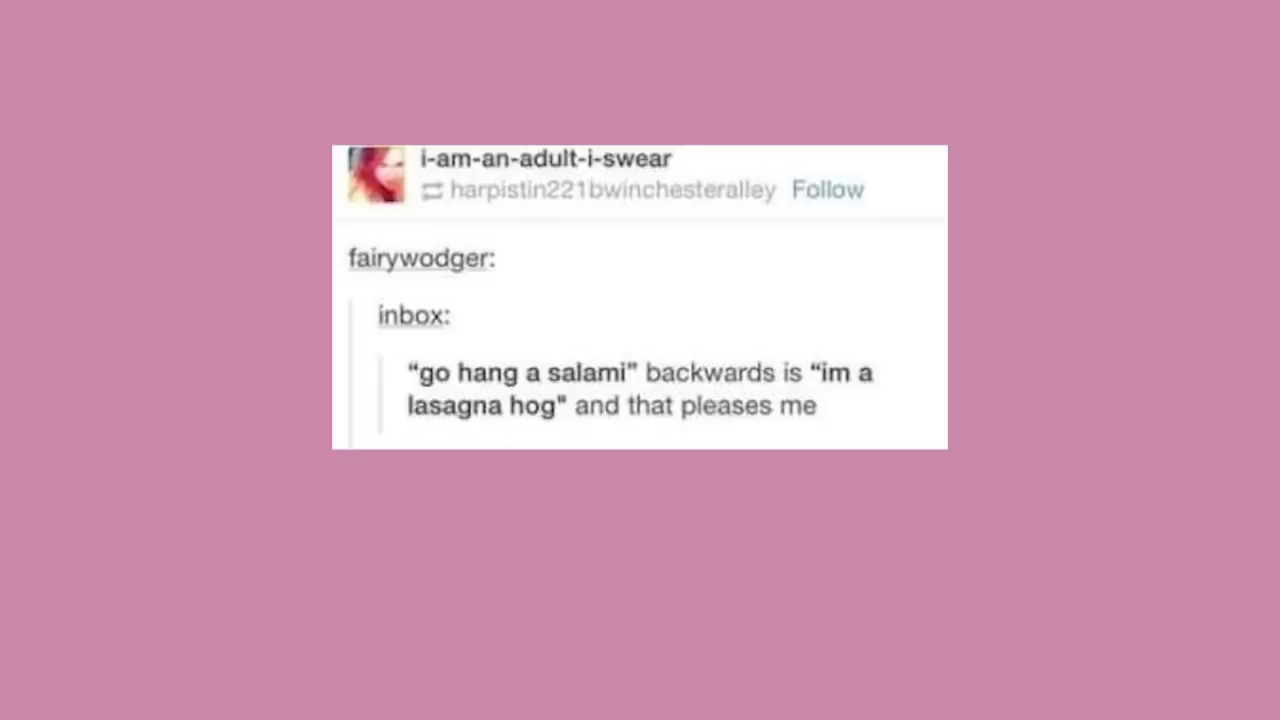 i-am-an-adult-i-swear
harpistin221bwinchesteralley Follow
fairywodger:
inbox:
“go hang a salami” backwards is “im a
lasagna hog" and that pleases me